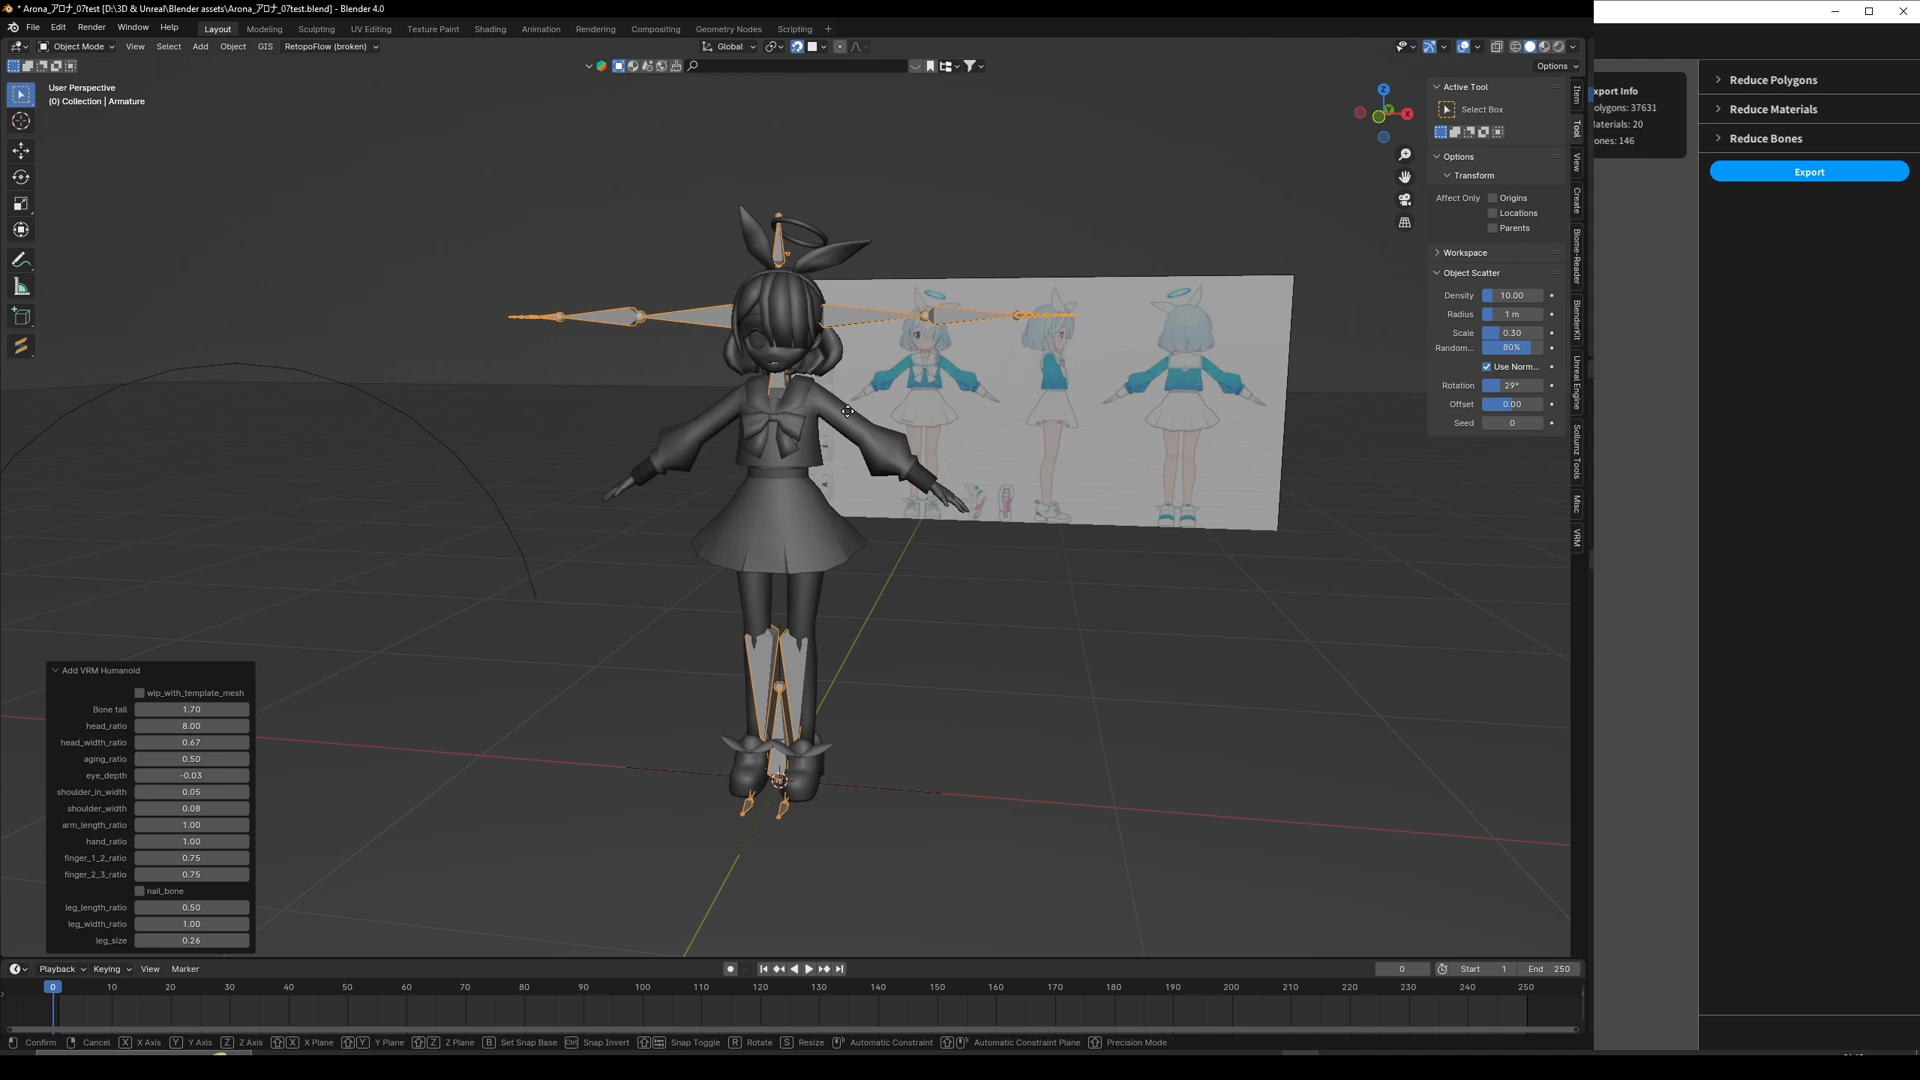 * Arona_アロナ_07test [D:\3D & Unreal\Blender assets\Arona_アロナ_07test.blend] - Blender 4.0
File Edit Render Window Help Layout Modeling Sculpting UV Editing Texture Paint Shading Animation Rendering Compositing Geometry Nodes Scripting +
Object Mode View Select Add Object GIS RetopoFlow (broken) Global
Options
User Perspective
(0) Collection | Armature
Z
Y
X
Active Tool
Select Box
Options
Transform
Affect Only Origins
Locations
Parents
Workspace
Object Scatter
Density 10.00
Radius 1 m
Scale 0.30
Random... 80%
Use Norm...
Rotation 29°
Offset 0.00
Seed 0
Item
Tool
View
Create
Biome-Reader
BlenderKit
Unreal Engine
Sollumz Tools
Misc
VRM
xport Info
olygons: 37631
aterials: 20
ones: 146
Reduce Polygons
Reduce Materials
Reduce Bones
Export
Add VRM Humanoid
wip_with_template_mesh
Bone tall 1.70
head_ratio 8.00
head_width_ratio 0.67
aging_ratio 0.50
eye_depth -0.03
shoulder_in_width 0.05
shoulder_width 0.08
arm_length_ratio 1.00
hand_ratio 1.00
finger_1_2_ratio 0.75
finger_2_3_ratio 0.75
nail_bone
leg_length_ratio 0.50
leg_width_ratio 1.00
leg_size 0.26
Playback Keying View Marker 0 Start 1 End 250
0 10 20 30 40 50 60 70 80 90 100 110 120 130 140 150 160 170 180 190 200 210 220 230 240 250
Confirm Cancel X X Axis Y Y Axis Z Z Axis X X Plane Y Y Plane Z Z Plane B Set Snap Base Ctrl Snap Invert Snap Toggle R Rotate S Resize Automatic Constraint Automatic Constraint Plane Precision Mode